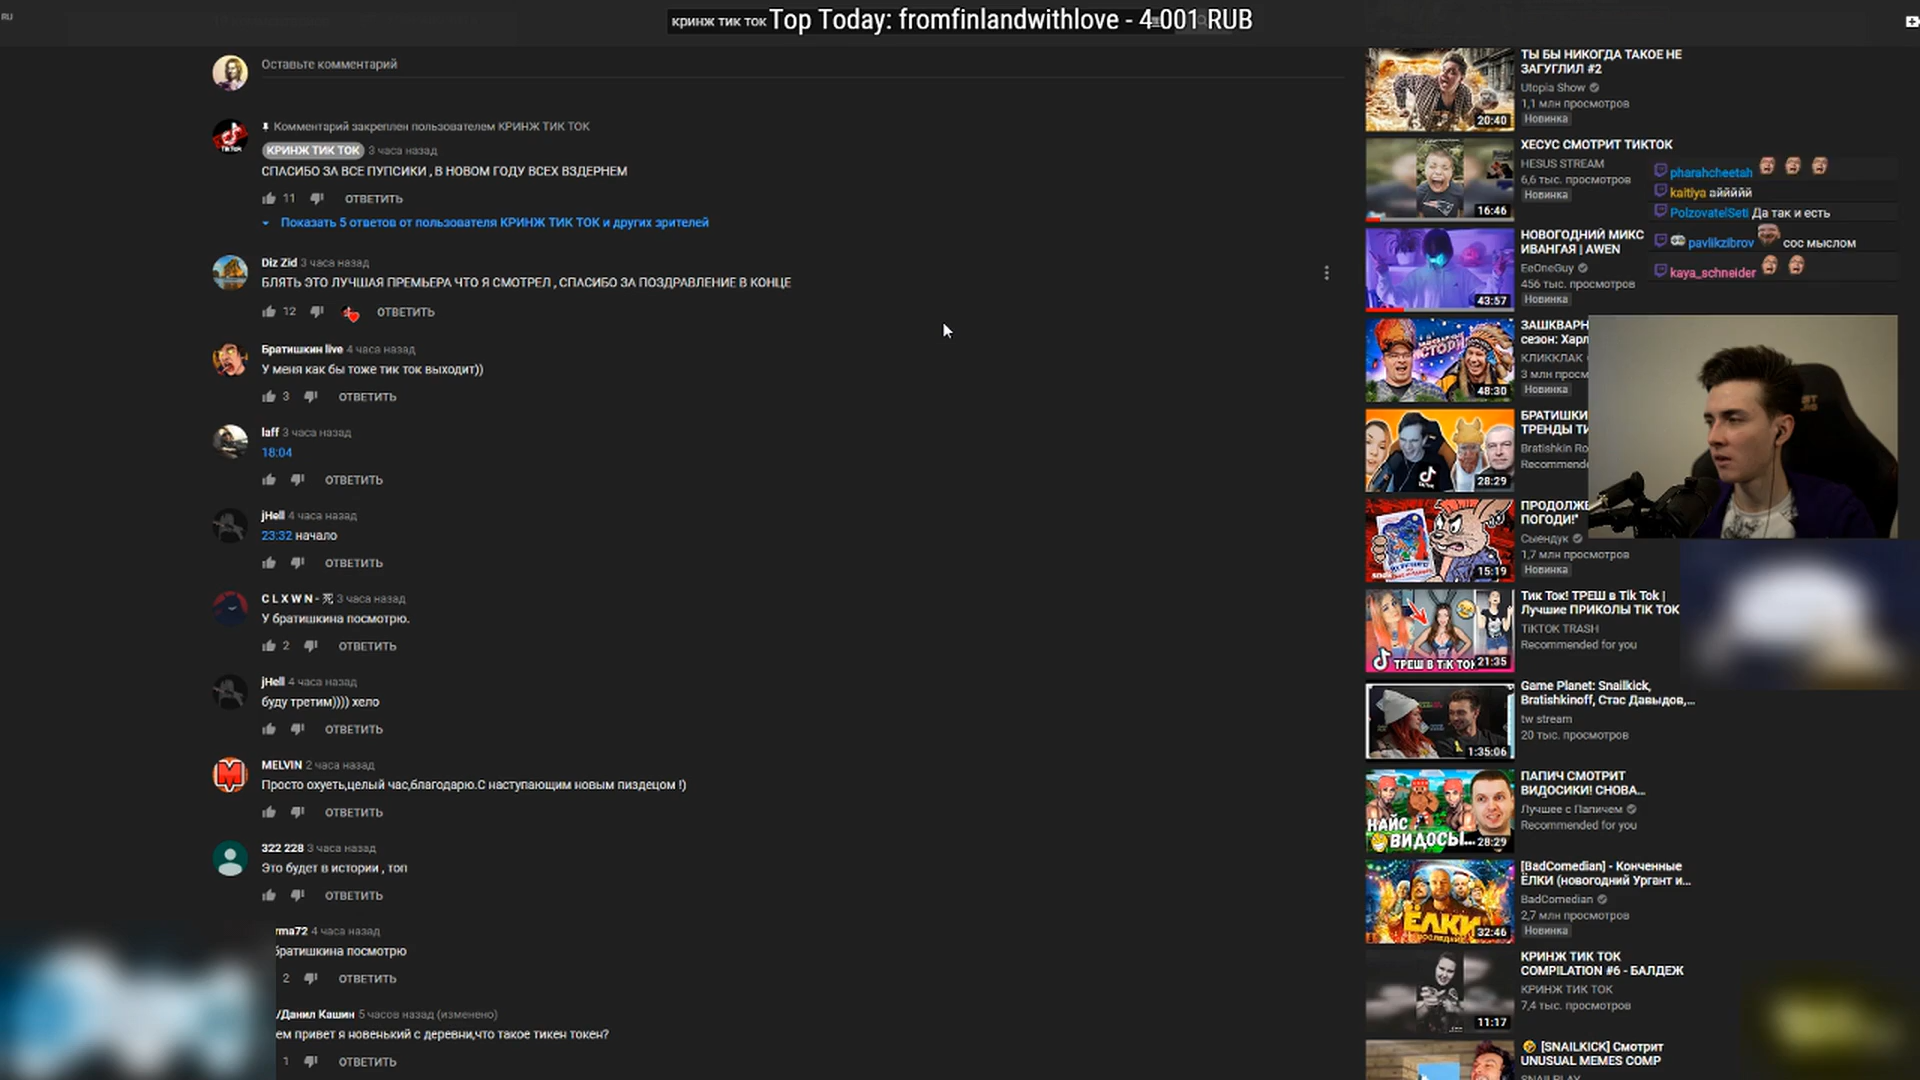 RU
кринж тик ток
Top Today: fromfinlandwithlove - 4 001 RUB
Оставьте комментарий
Комментарий закреплен пользователем КРИНЖ ТИК ТОК
КРИНЖ ТИК ТОК 3 часа назад
СПАСИБО ЗА ВСЕ ПУПСИКИ , В НОВОМ ГОДУ ВСЕХ ВЗДЕРНЕМ
11 ОТВЕТИТЬ
Показать 5 ответов от пользователя КРИНЖ ТИК ТОК и других зрителей
Diz Zid 3 часа назад
БЛЯТЬ ЭТО ЛУЧШАЯ ПРЕМЬЕРА ЧТО Я СМОТРЕЛ , СПАСИБО ЗА ПОЗДРАВЛЕНИЕ В КОНЦЕ
12 ОТВЕТИТЬ
Братишкин live 4 часа назад
У меня как бы тоже тик ток выходит))
3 ОТВЕТИТЬ
laff 3 часа назад
18:04
ОТВЕТИТЬ
jHell 4 часа назад
23:32 начало
ОТВЕТИТЬ
C L X W N - 死 3 часа назад
У братишкина посмотрю.
2 ОТВЕТИТЬ
jHell 4 часа назад
буду третим)))) хело
ОТВЕТИТЬ
MELVIN 2 часа назад
Просто охуеть,целый час,благодарю.С наступающим новым пиздецом !)
ОТВЕТИТЬ
322 228 3 часа назад
Это будет в истории , топ
ОТВЕТИТЬ
rma72 4 часа назад
братишкина посмотрю
2 ОТВЕТИТЬ
/Данил Кашин 5 часов назад (изменено)
ем привет я новенький с деревни,что такое тикен токен?
1 ОТВЕТИТЬ
ТЫ БЫ НИКОГДА ТАКОЕ НЕ
ЗАГУГЛИЛ #2
Utopia Show
1,1 млн просмотров
Новинка
20:40
ХЕСУС СМОТРИТ ТИКТОК
HESUS STREAM
6,6 тыс. просмотров
Новинка
16:46
НОВОГОДНИЙ МИКС
ИВАНГАЯ | AWEN
EeOneGuy
456 тыс. просмотров
Новинка
43:57
pharahcheetah
kaitiya аййййй
PolzovatelSeti Да так и есть
pavlikzibrov сос мыслом
kaya_schneider
ЗАШКВАРН
сезон: Харл
КЛИККЛАК
3 млн просм
Новинка
48:30
БРАТИШКИ
ТРЕНДЫ ТИ
Bratishkin Ro
Recommende
28:29
ПРОДОЛЖЕ
ПОГОДИ!"
Сыендук
1,7 млн просмотров
Новинка
15:19
Тик Ток! ТРЕШ в Tik Tok |
Лучшие ПРИКОЛЫ TIK TOK
TiKTOK TRASH
Recommended for you
ТРЕШ В TIK TOK
21:35
Game Planet: Snailkick,
Bratishkinoff, Стас Давыдов,...
tw stream
20 тыс. просмотров
1:35:06
ПАПИЧ СМОТРИТ
ВИДОСИКИ! СНОВА...
Лучшее с Папичем
Recommended for you
НАЙС
ВИДОСЫ...
28:29
[BadComedian] - Конченные
ЁЛКИ (новогодний Ургант и...
BadComedian
2,7 млн просмотров
Новинка
ЁЛКИ
ПОСЛЕДНИЕ
32:46
КРИНЖ ТИК ТОК
COMPILATION #6 - БАЛДЕЖ
КРИНЖ ТИК ТОК
7,4 тыс. просмотров
11:17
[SNAILKICK] Смотрит
UNUSUAL MEMES COMP
SNAILPLAY